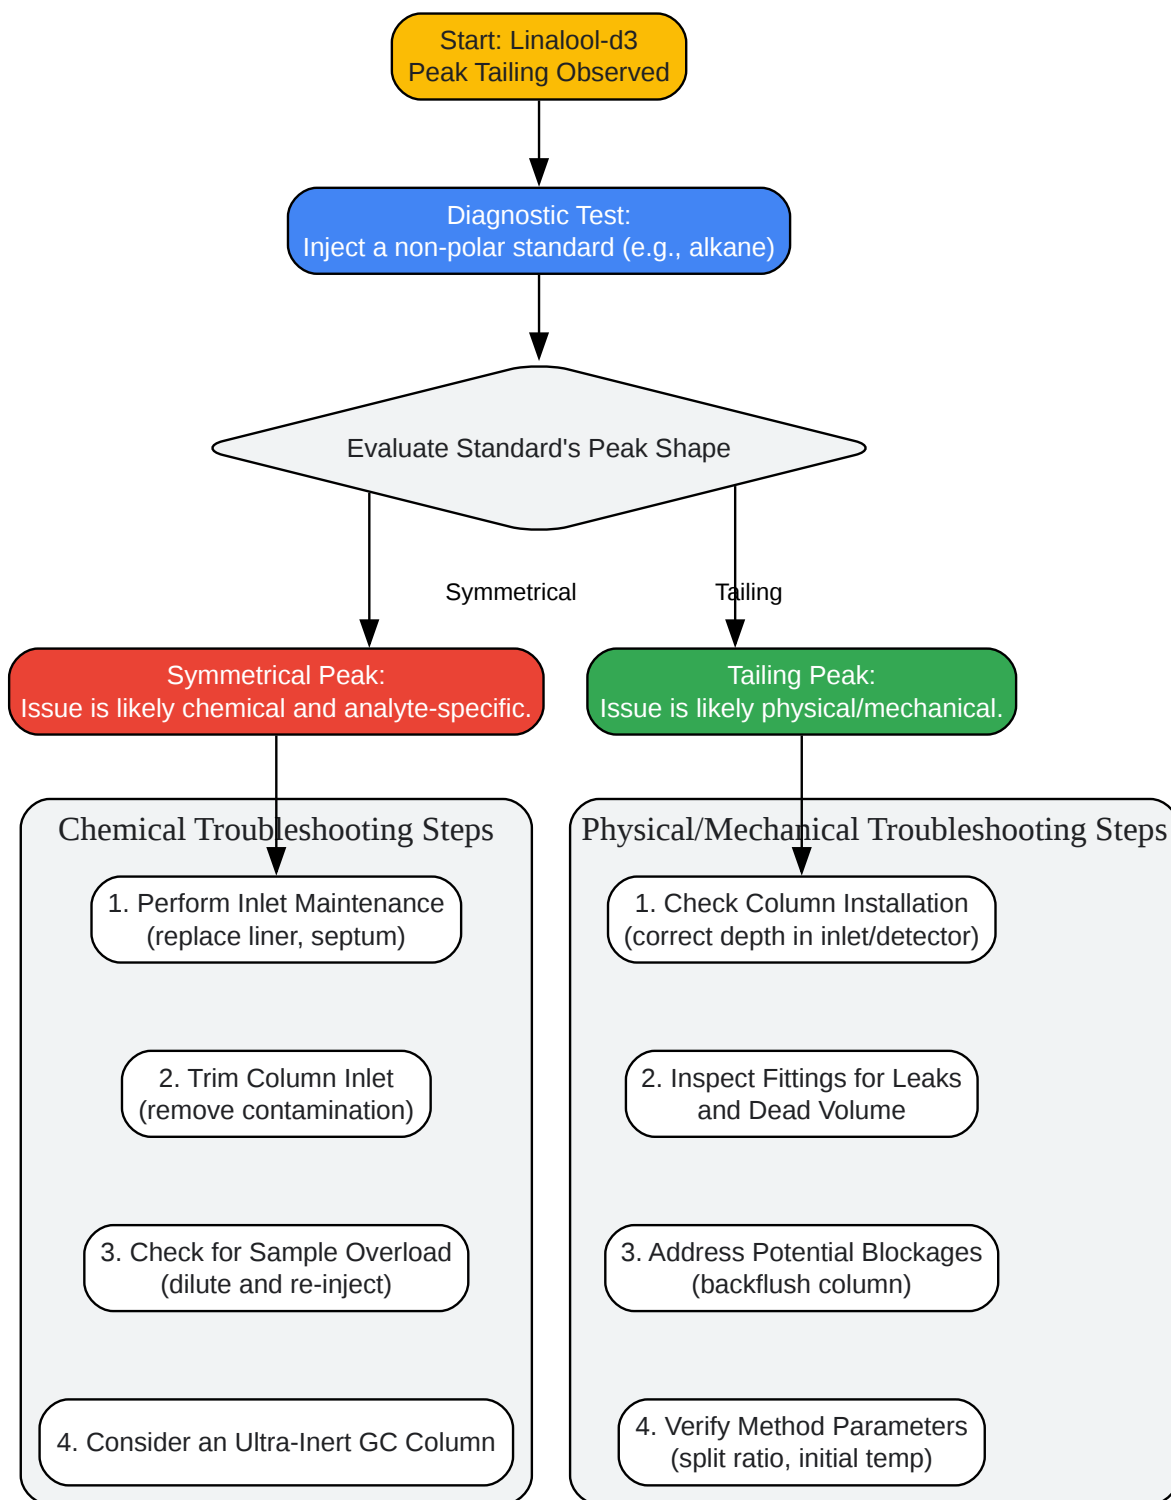 Start: Linalool-d3
Peak Tailing Observed
Diagnostic Test:
Inject a non-polar standard (e.g., alkane)
Evaluate Standard's Peak Shape
Symmetrical
Tailing
Symmetrical Peak:
Issue is likely chemical and analyte-specific.
Tailing Peak:
Issue is likely physical/mechanical.
Chemical Troubleshooting Steps
1. Perform Inlet Maintenance
(replace liner, septum)
2. Trim Column Inlet
(remove contamination)
3. Check for Sample Overload
(dilute and re-inject)
4. Consider an Ultra-Inert GC Column
Physical/Mechanical Troubleshooting Steps
1. Check Column Installation
(correct depth in inlet/detector)
2. Inspect Fittings for Leaks
and Dead Volume
3. Address Potential Blockages
(backflush column)
4. Verify Method Parameters
(split ratio, initial temp)